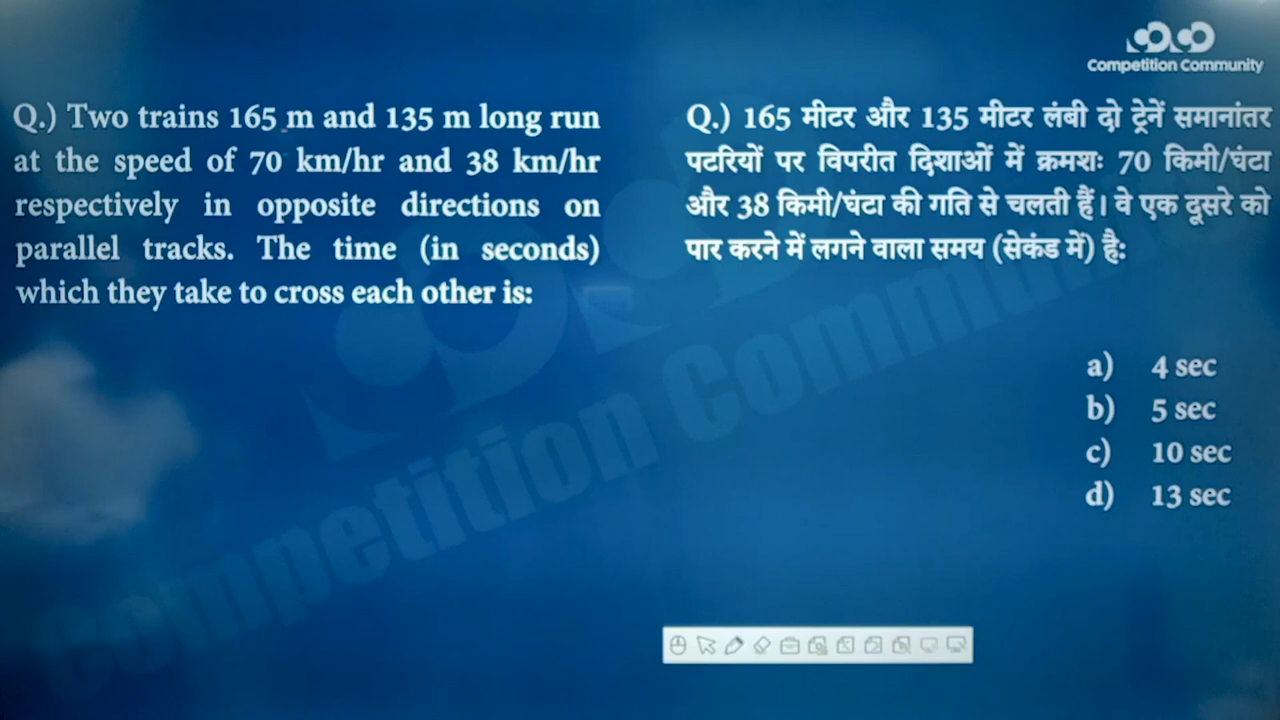 Competition Community
Q.) Two trains 165 m and 135 m long run
at the speed of 70 km/hr and 38 km/hr
respectively in opposite directions on
parallel tracks. The time (in seconds)
which they take to cross each other is:
Q.) 165 मीटर और 135 मीटर लंबी दो ट्रेनें समानांतर
पटरियों पर विपरीत दिशाओं में क्रमशः 70 किमी/घंटा
और 38 किमी/घंटा की गति से चलती हैं। वे एक दूसरे को
पार करने में लगने वाला समय (सेकंड में) है:
a) 4 sec
b) 5 sec
c) 10 sec
d) 13 sec
Competition Community